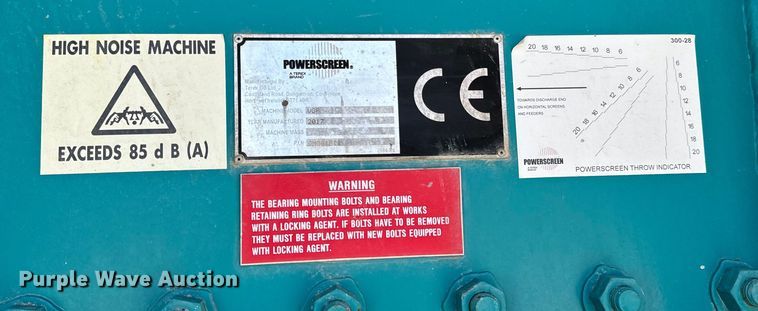 HIGH NOISE MACHINE
EXCEEDS 85 d B (A)
POWERSCREEN®
A TEREX
BRAND
Manufactured By
Terex GB Ltd
MACHINE MODEL
YEAR MANUFACTURED 2017
MACHINE MASS
CE
300-28
20 18 16 14 12 10 8 6
TOWARDS DISCHARGE END
ON HORIZONTAL SCREENS
AND FEEDERS
20 18 16 14 12 10 8 6
6
8
10
12
14
16
18
20
POWERSCREEN
POWERSCREEN THROW INDICATOR
WARNING
THE BEARING MOUNTING BOLTS AND BEARING
RETAINING RING BOLTS ARE INSTALLED AT WORKS
WITH A LOCKING AGENT. IF BOLTS HAVE TO BE REMOVED
THEY MUST BE REPLACED WITH NEW BOLTS EQUIPPED
WITH LOCKING AGENT.
Purple Wave Auction